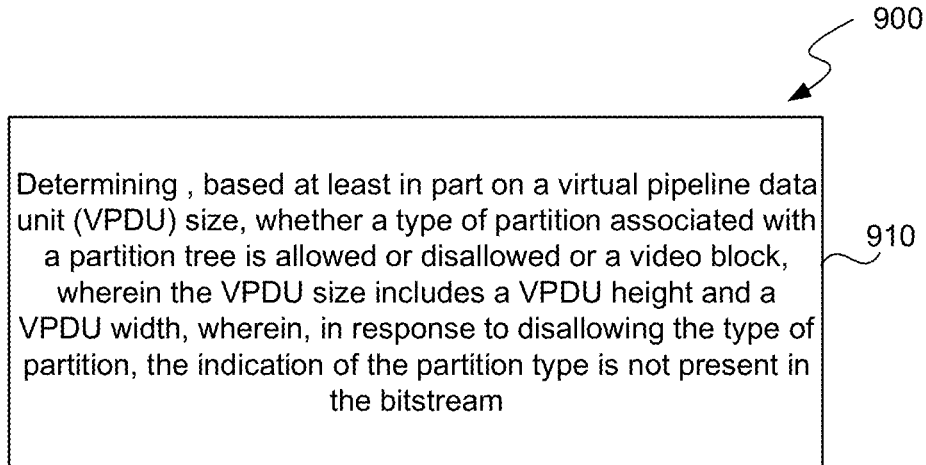 900
Determining , based at least in part on a virtual pipeline data
unit (VPDU) size, whether a type of partition associated with
a partition tree is allowed or disallowed or a video block,
wherein the VPDU size includes a VPDU height and a
VPDU width, wherein, in response to disallowing the type of
partition, the indication of the partition type is not present in
the bitstream
910